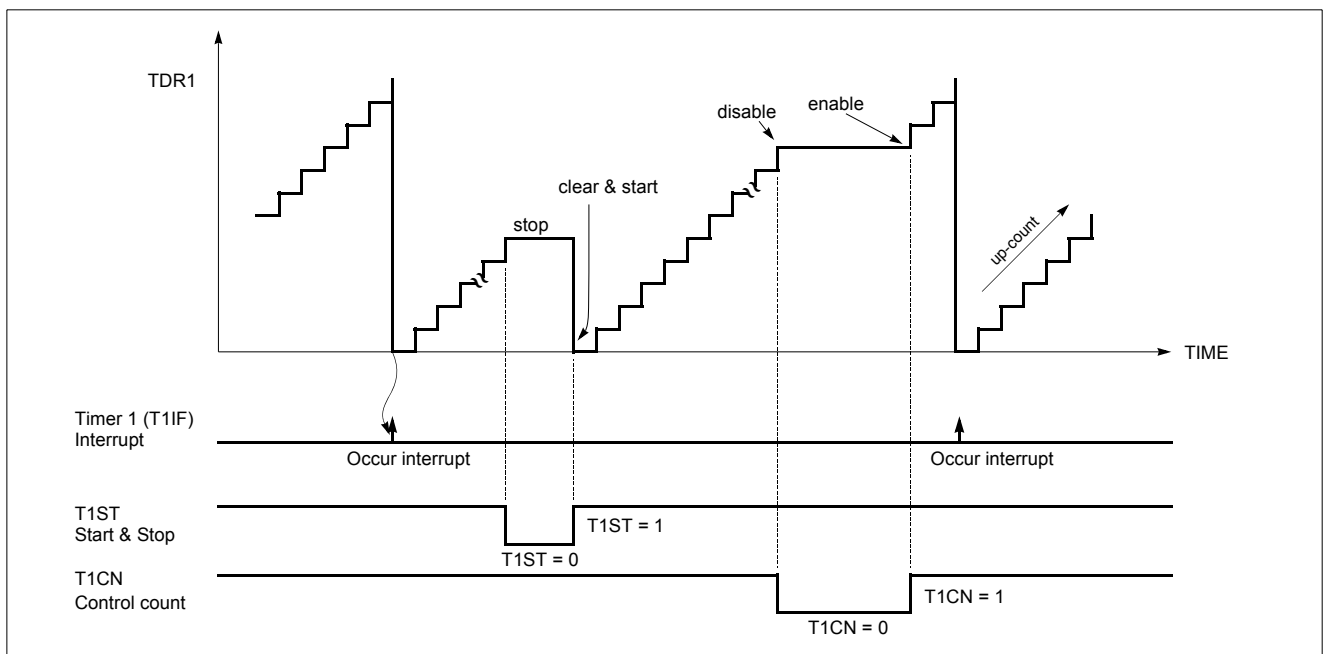 TDR1
disable
enable
clear & start
stop
up-count
TIME
Timer 1 (T1IF)
Interrupt
Occur interrupt
Occur interrupt
T1ST
Start & Stop
T1ST = 1
T1ST = 0
T1CN
Control count
T1CN = 1
T1CN = 0